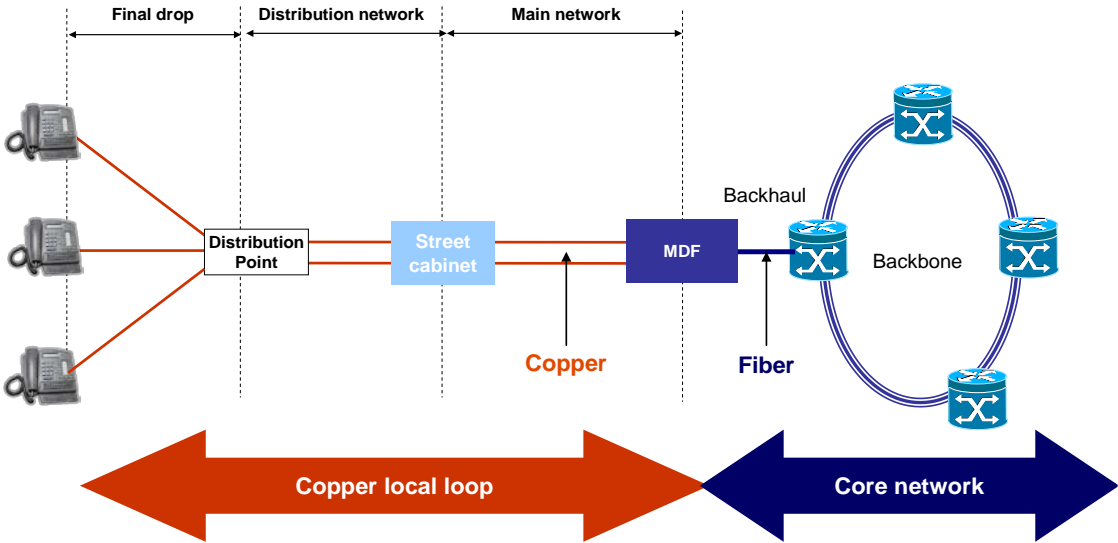 Final drop
Distribution network
Main network
Backhaul
Distribution
Point
Street
cabinet
MDF
Backbone
Copper
Fiber
Copper local loop
Core network